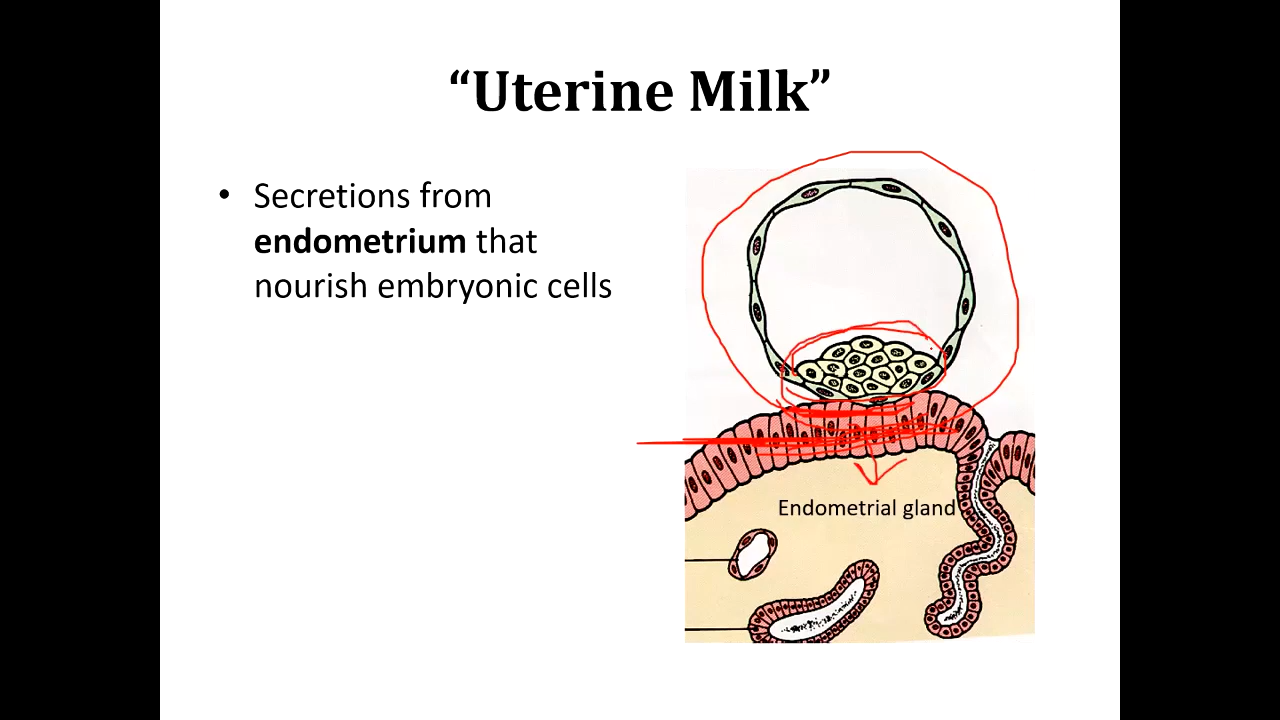 “Uterine Milk”
• Secretions from
endometrium that
nourish embryonic cells
Endometrial gland